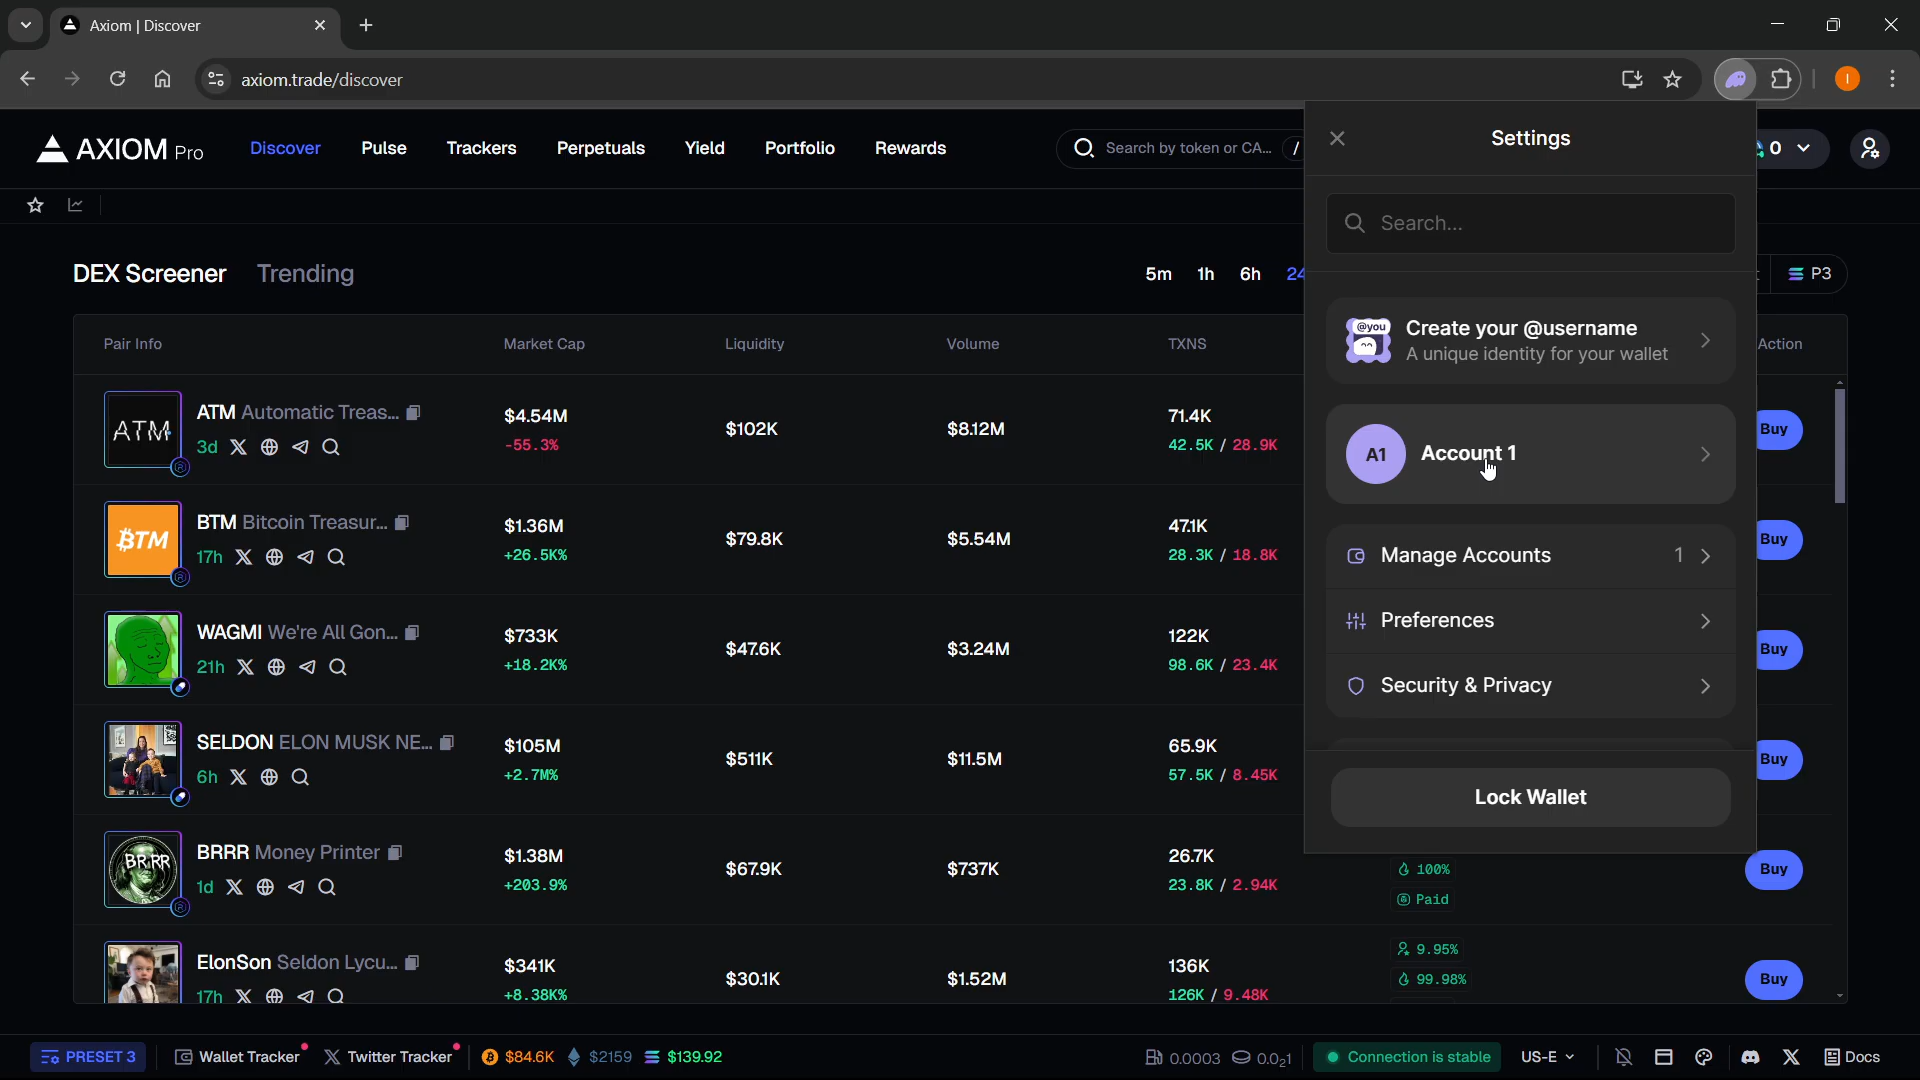 Axiom | Discover
axiom.trade/discover
I
AXIOM Pro
Discover
Pulse
Trackers
Perpetuals
Yield
Portfolio
Rewards
Search by token or CA...
/
0
Settings
Search...
Create your @username
A unique identity for your wallet
@you
A1
Account 1
Manage Accounts
1
Preferences
Security & Privacy
Lock Wallet
DEX Screener
Trending
5m
1h
6h
P3
Pair Info
Market Cap
Liquidity
Volume
TXNS
Action
ATM
ATM Automatic Treas...
3d
$4.54M
-55.3%
$102K
$8.12M
71.4K
42.5K / 28.9K
Buy
BTM
BTM Bitcoin Treasur...
17h
$1.36M
+26.5K%
$79.8K
$5.54M
47.1K
28.3K / 18.8K
Buy
WAGMI We're All Gon...
21h
$733K
+18.2K%
$47.6K
$3.24M
122K
98.6K / 23.4K
Buy
SELDON ELON MUSK NE...
6h
$105M
+2.7M%
$511K
$11.5M
65.9K
57.5K / 8.45K
Buy
BRRR
BRRR Money Printer
1d
$1.38M
+203.9%
$67.9K
$737K
26.7K
23.8K / 2.94K
100%
Paid
Buy
ElonSon Seldon Lycu...
17h
$341K
+8.38K%
$30.1K
$1.52M
136K
126K / 9.48K
9.95%
99.98%
Buy
PRESET 3
Wallet Tracker
Twitter Tracker
$84.6K
$2159
$139.92
0.0003
0.0₂1
Connection is stable
US-E
Docs